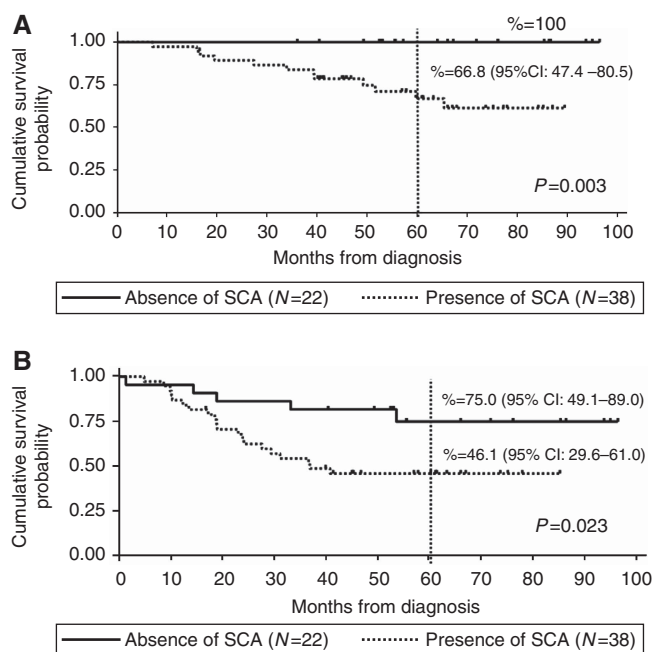 A
Cumulative survival
probability
1.00
0.75
0.50
0.25
0.00
%=100
%=66.8 (95%CI: 47.4 –80.5)
P=0.003
0 10 20 30 40 50 60 70 80 90 100
Months from diagnosis
Absence of SCA (N=22) Presence of SCA (N=38)
B
Cumulative survival
probability
1.00
0.75
0.50
0.25
0.00
%=75.0 (95% CI: 49.1–89.0)
%=46.1 (95% CI: 29.6–61.0)
P=0.023
0 10 20 30 40 50 60 70 80 90 100
Months from diagnosis
Absence of SCA (N=22) Presence of SCA (N=38)